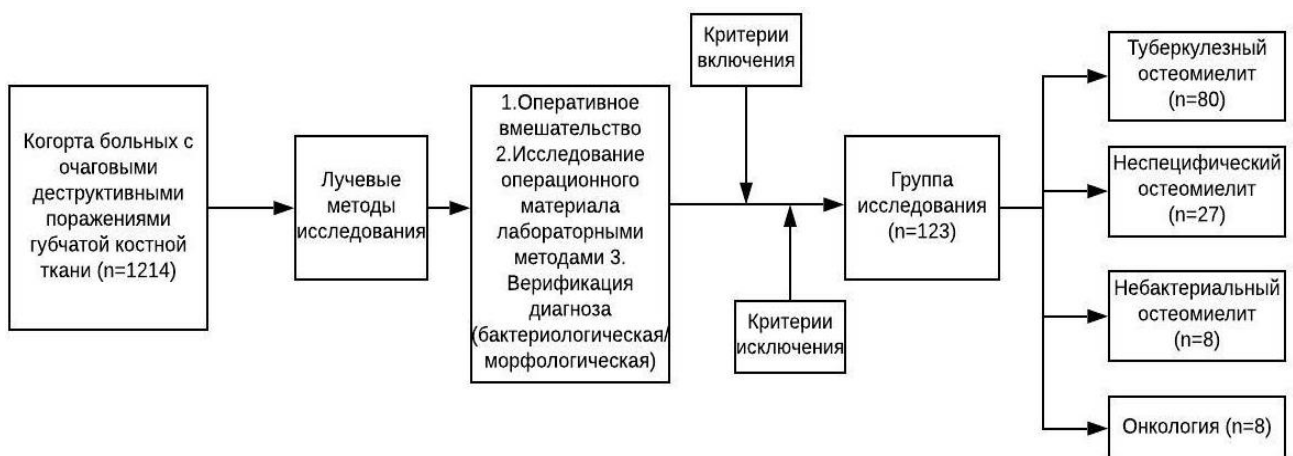 Когорта больных с
очаговыми
деструктивными
поражениями
губчатой костной
ткани (n=1214)
Лучевые
методы
исследования
1.Оперативное
вмешательство
2.Исследование
операционного
материала
лабораторными
методами 3.
Верификация
диагноза
(бактериологическая/
морфологическая)
Критерии
включения
Критерии
исключения
Группа
исследования
(n=123)
Туберкулезный
остеомиелит
(n=80)
Неспецифический
остеомиелит
(n=27)
Небактериальный
остеомиелит
(n=8)
Онкология (n=8)